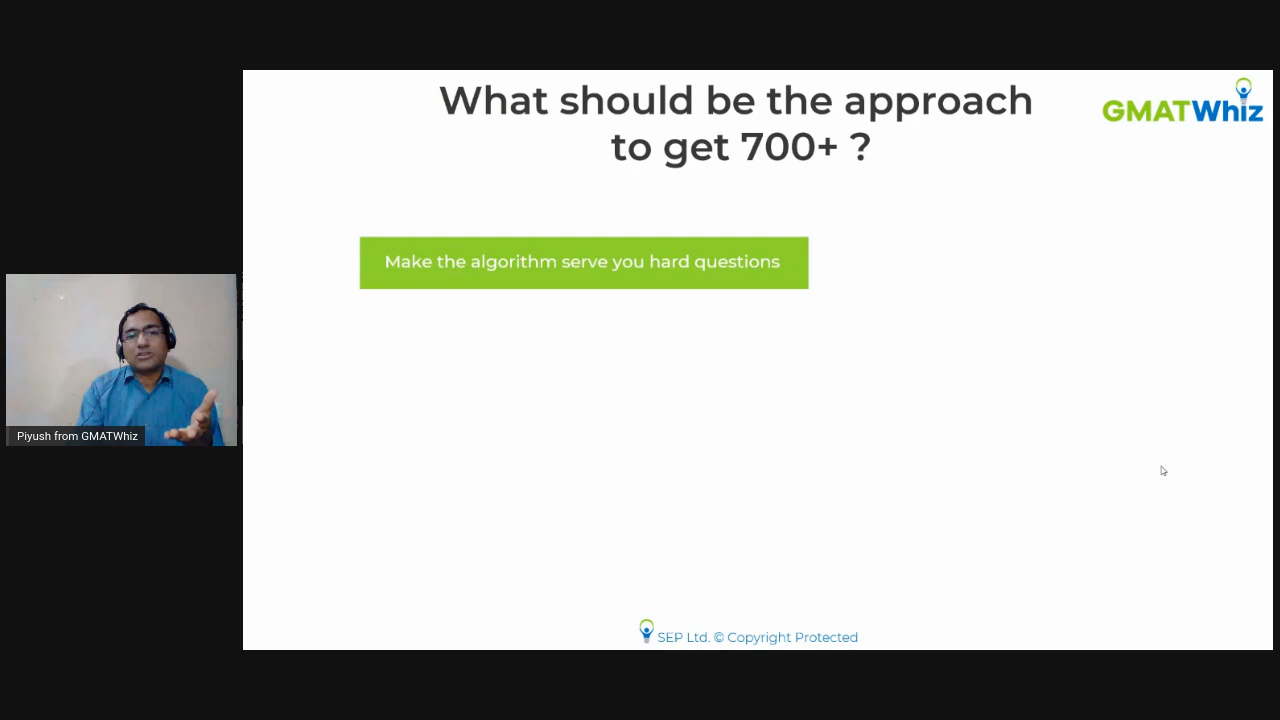 What should be the approach
to get 700+ ?
GMATWhiz
Make the algorithm serve you hard questions
Piyush from GMATWhiz
SEP Ltd. © Copyright Protected